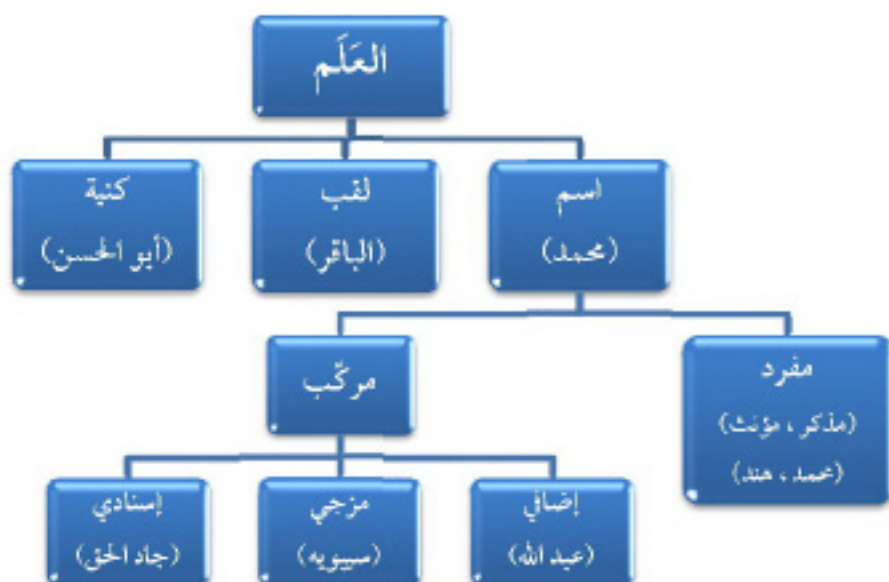 العَلَم
اسم
(محمد)
لقب
(الباقر)
كنية
(أبو الحسن)
مفرد
(مذكر ، مؤنث)
(محمد ، هند)
مركّب
إضافي
(عبد الله)
مزجي
(سيبويه)
إسنادي
(جاد الحق)